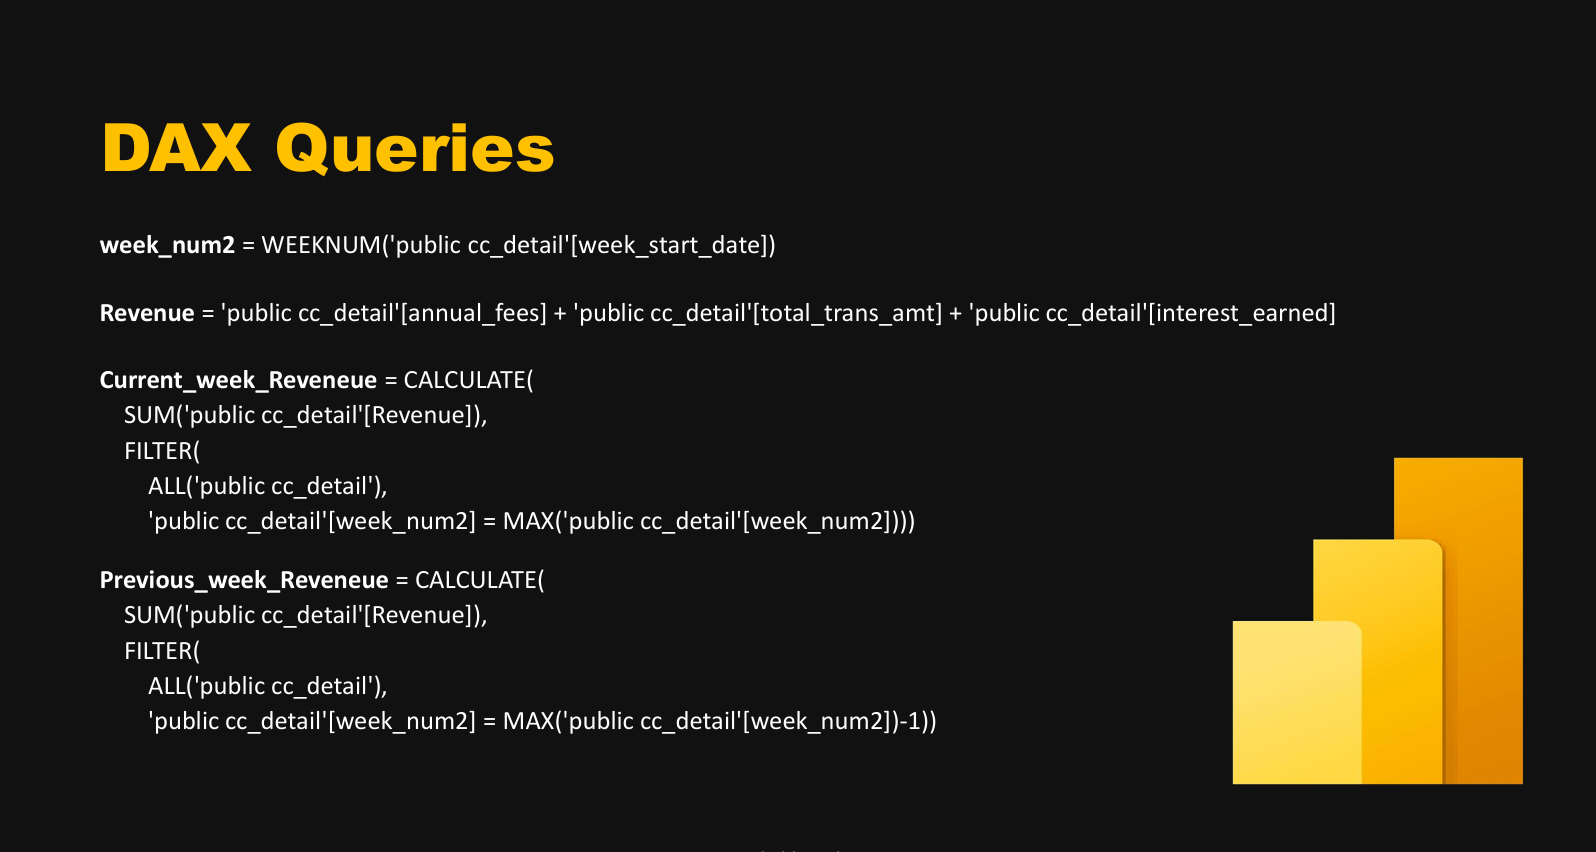 DAX Queries
week_num2 = WEEKNUM('public cc_detail'[week_start_date])
Revenue = 'public cc_detail'[annual_fees] + 'public cc_detail'[total_trans_amt] + 'public cc_detail'[interest_earned]
Current_week_Reveneue = CALCULATE(
SUM('public cc_detail'[Revenue]),
FILTER(
ALL('public cc_detail'),
'public cc_detail'[week_num2] = MAX('public cc_detail'[week_num2])))
Previous_week_Reveneue = CALCULATE(
SUM('public cc_detail'[Revenue]),
FILTER(
ALL('public cc_detail'),
'public cc_detail'[week_num2] = MAX('public cc_detail'[week_num2])-1))